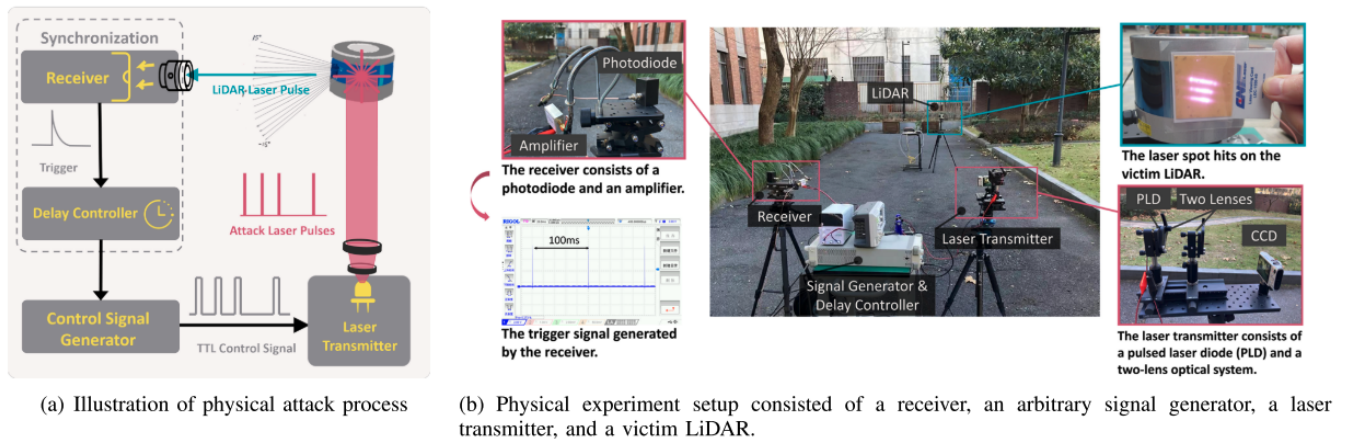 Synchronization
Receiver
LiDAR Laser Pulse
15°
-15°
Trigger
Delay Controller
Attack Laser Pulses
Control Signal
Generator
TTL Control Signal
Laser
Transmitter
(a) Illustration of physical attack process
Photodiode
Amplifier
The receiver consists of a
photodiode and an amplifier.
RIGOL
100ms
The trigger signal generated
by the receiver.
LiDAR
Receiver
Laser Transmitter
Signal Generator &
Delay Controller
The laser spot hits on the
victim LiDAR.
PLD
Two Lenses
CCD
The laser transmitter consists of
a pulsed laser diode (PLD) and a
two-lens optical system.
(b) Physical experiment setup consisted of a receiver, an arbitrary signal generator, a laser
transmitter, and a victim LiDAR.